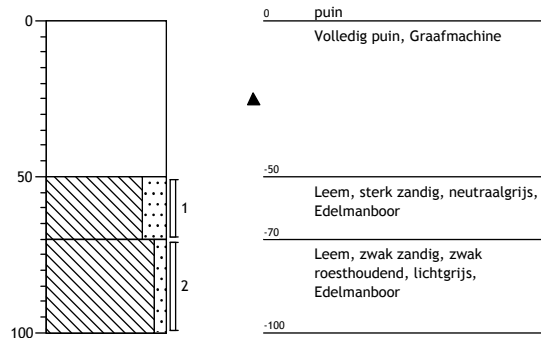 0
50
100
1
2
0 puin
Volledig puin, Graafmachine
-50
Leem, sterk zandig, neutraalgrijs,
Edelmanboor
-70
Leem, zwak zandig, zwak
roesthoudend, lichtgrijs,
Edelmanboor
-100